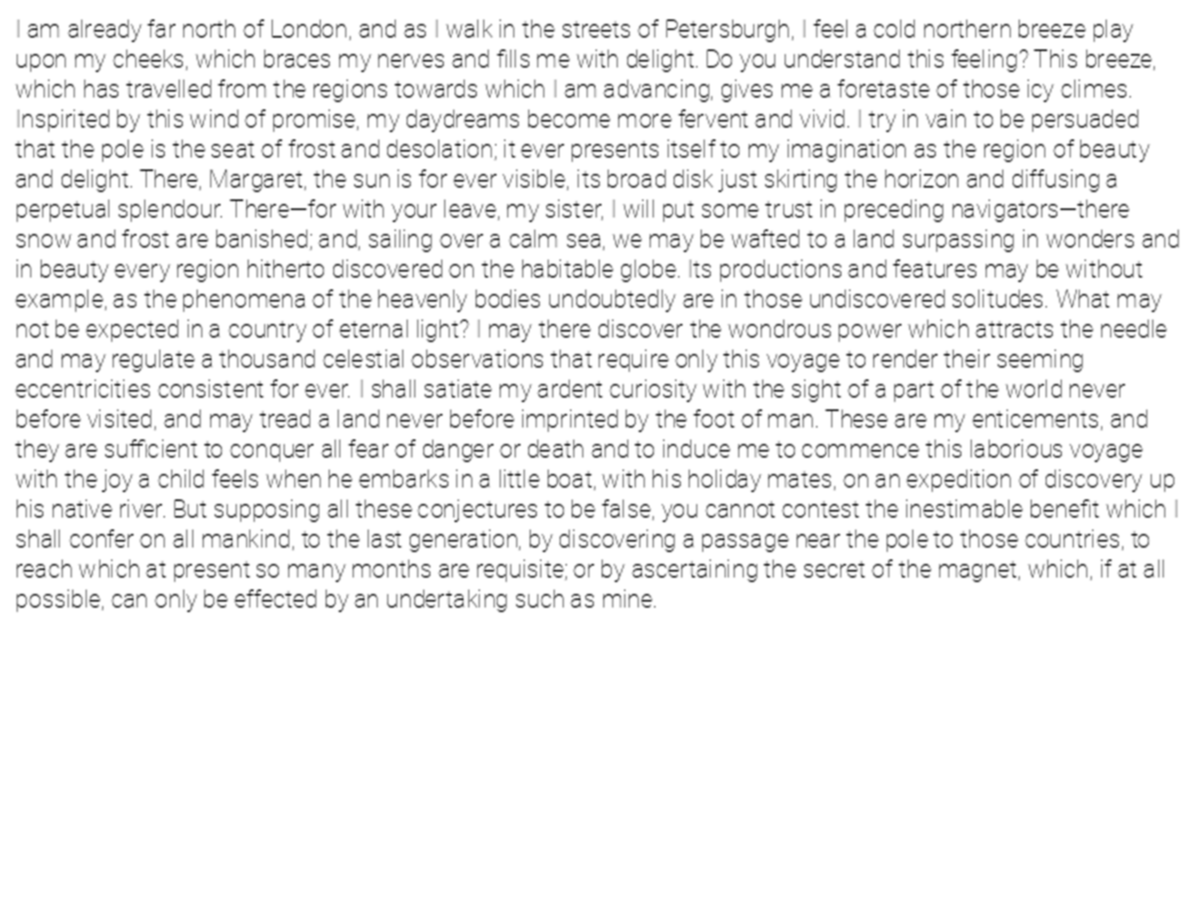 I am already far north of London, and as I walk in the streets of Petersburgh, I feel a cold northern breeze play
upon my cheeks, which braces my nerves and fills me with delight. Do you understand this feeling? This breeze,
which has travelled from the regions towards which I am advancing, gives me a foretaste of those icy climes.
Inspirited by this wind of promise, my daydreams become more fervent and vivid. I try in vain to be persuaded
that the pole is the seat of frost and desolation; it ever presents itself to my imagination as the region of beauty
and delight. There, Margaret, the sun is for ever visible, its broad disk just skirting the horizon and diffusing a
perpetual splendour. There—for with your leave, my sister, I will put some trust in preceding navigators—there
snow and frost are banished; and, sailing over a calm sea, we may be wafted to a land surpassing in wonders and
in beauty every region hitherto discovered on the habitable globe. Its productions and features may be without
example, as the phenomena of the heavenly bodies undoubtedly are in those undiscovered solitudes. What may
not be expected in a country of eternal light? I may there discover the wondrous power which attracts the needle
and may regulate a thousand celestial observations that require only this voyage to render their seeming
eccentricities consistent for ever. I shall satiate my ardent curiosity with the sight of a part of the world never
before visited, and may tread a land never before imprinted by the foot of man. These are my enticements, and
they are sufficient to conquer all fear of danger or death and to induce me to commence this laborious voyage
with the joy a child feels when he embarks in a little boat, with his holiday mates, on an expedition of discovery up
his native river. But supposing all these conjectures to be false, you cannot contest the inestimable benefit which I
shall confer on all mankind, to the last generation, by discovering a passage near the pole to those countries, to
reach which at present so many months are requisite; or by ascertaining the secret of the magnet, which, if at all
possible, can only be effected by an undertaking such as mine.